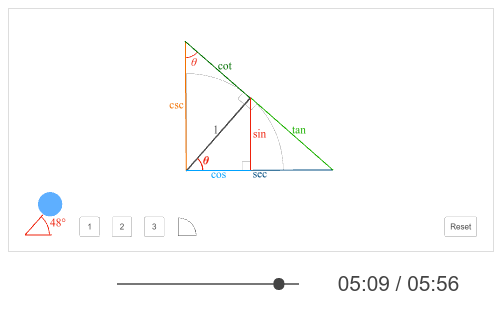 θ
cot
csc
1
sin
tan
θ
cos
sec
48°
1
2
3
Reset
05:09 / 05:56